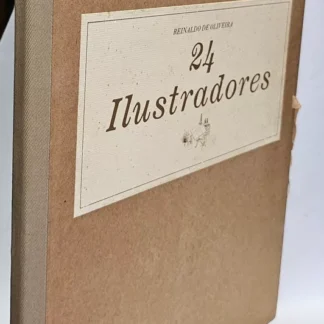 REINALDO DE OLIVEIRA
24
Ilustradores